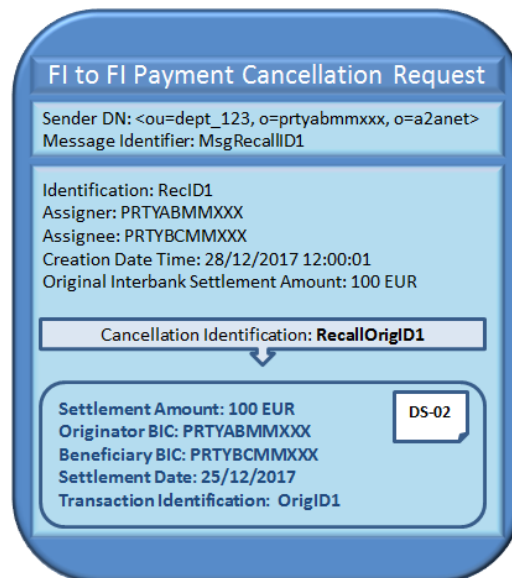 FI to FI Payment Cancellation Request
Sender DN: <ou=dept_123, o=prtyabmmxxx, o=a2anet>
Message Identifier: MsgRecallID1
Identification: RecID1
Assigner: PRTYABMMXXX
Assignee: PRTYBCMMXXX
Creation Date Time: 28/12/2017 12:00:01
Original Interbank Settlement Amount: 100 EUR
Cancellation Identification: RecallOrigID1
Settlement Amount: 100 EUR
Originator BIC: PRTYABMMXXX
Beneficiary BIC: PRTYBCMMXXX
Settlement Date: 25/12/2017
Transaction Identification: OrigID1
DS-02